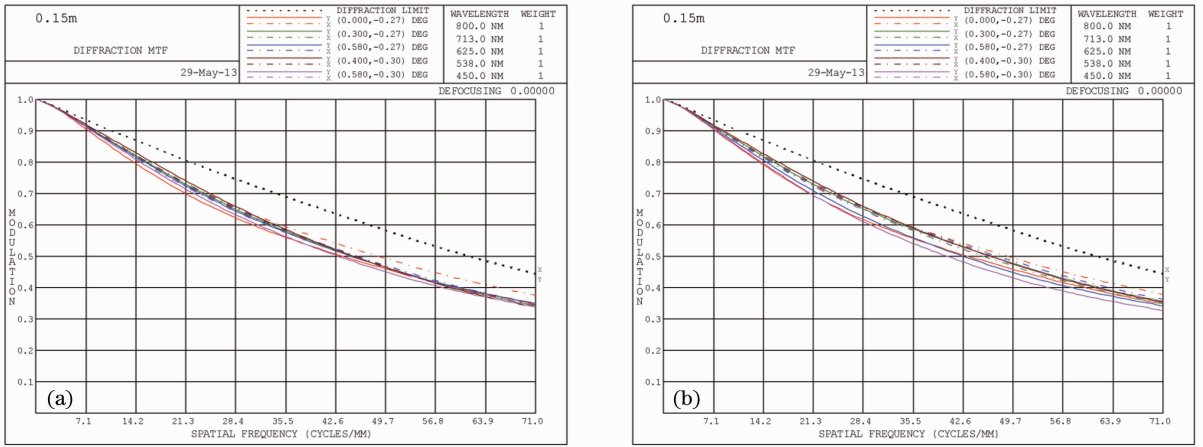 0.15m
DIFFRACTION MTF
29-May-13
DIFFRACTION LIMIT
Y
X (0.000,-0.27) DEG
Y
X (0.300,-0.27) DEG
Y
X (0.580,-0.27) DEG
Y
X (0.400,-0.30) DEG
Y
X (0.580,-0.30) DEG
WAVELENGTH WEIGHT
800.0 NM 1
713.0 NM 1
625.0 NM 1
538.0 NM 1
450.0 NM 1
DEFOCUSING 0.00000
1.0
0.9
0.8
0.7
0.6
0.5
0.4
0.3
0.2
0.1
MODULATION
X
Y
(a)
7.1 14.2 21.3 28.4 35.5 42.6 49.7 56.8 63.9 71.0
SPATIAL FREQUENCY (CYCLES/MM)
0.15m
DIFFRACTION MTF
29-May-13
DIFFRACTION LIMIT
Y
X (0.000,-0.27) DEG
Y
X (0.300,-0.27) DEG
Y
X (0.580,-0.27) DEG
Y
X (0.400,-0.30) DEG
Y
X (0.580,-0.30) DEG
WAVELENGTH WEIGHT
800.0 NM 1
713.0 NM 1
625.0 NM 1
538.0 NM 1
450.0 NM 1
DEFOCUSING 0.00000
1.0
0.9
0.8
0.7
0.6
0.5
0.4
0.3
0.2
0.1
MODULATION
X
Y
(b)
7.1 14.2 21.3 28.4 35.5 42.6 49.7 56.8 63.9 71.0
SPATIAL FREQUENCY (CYCLES/MM)